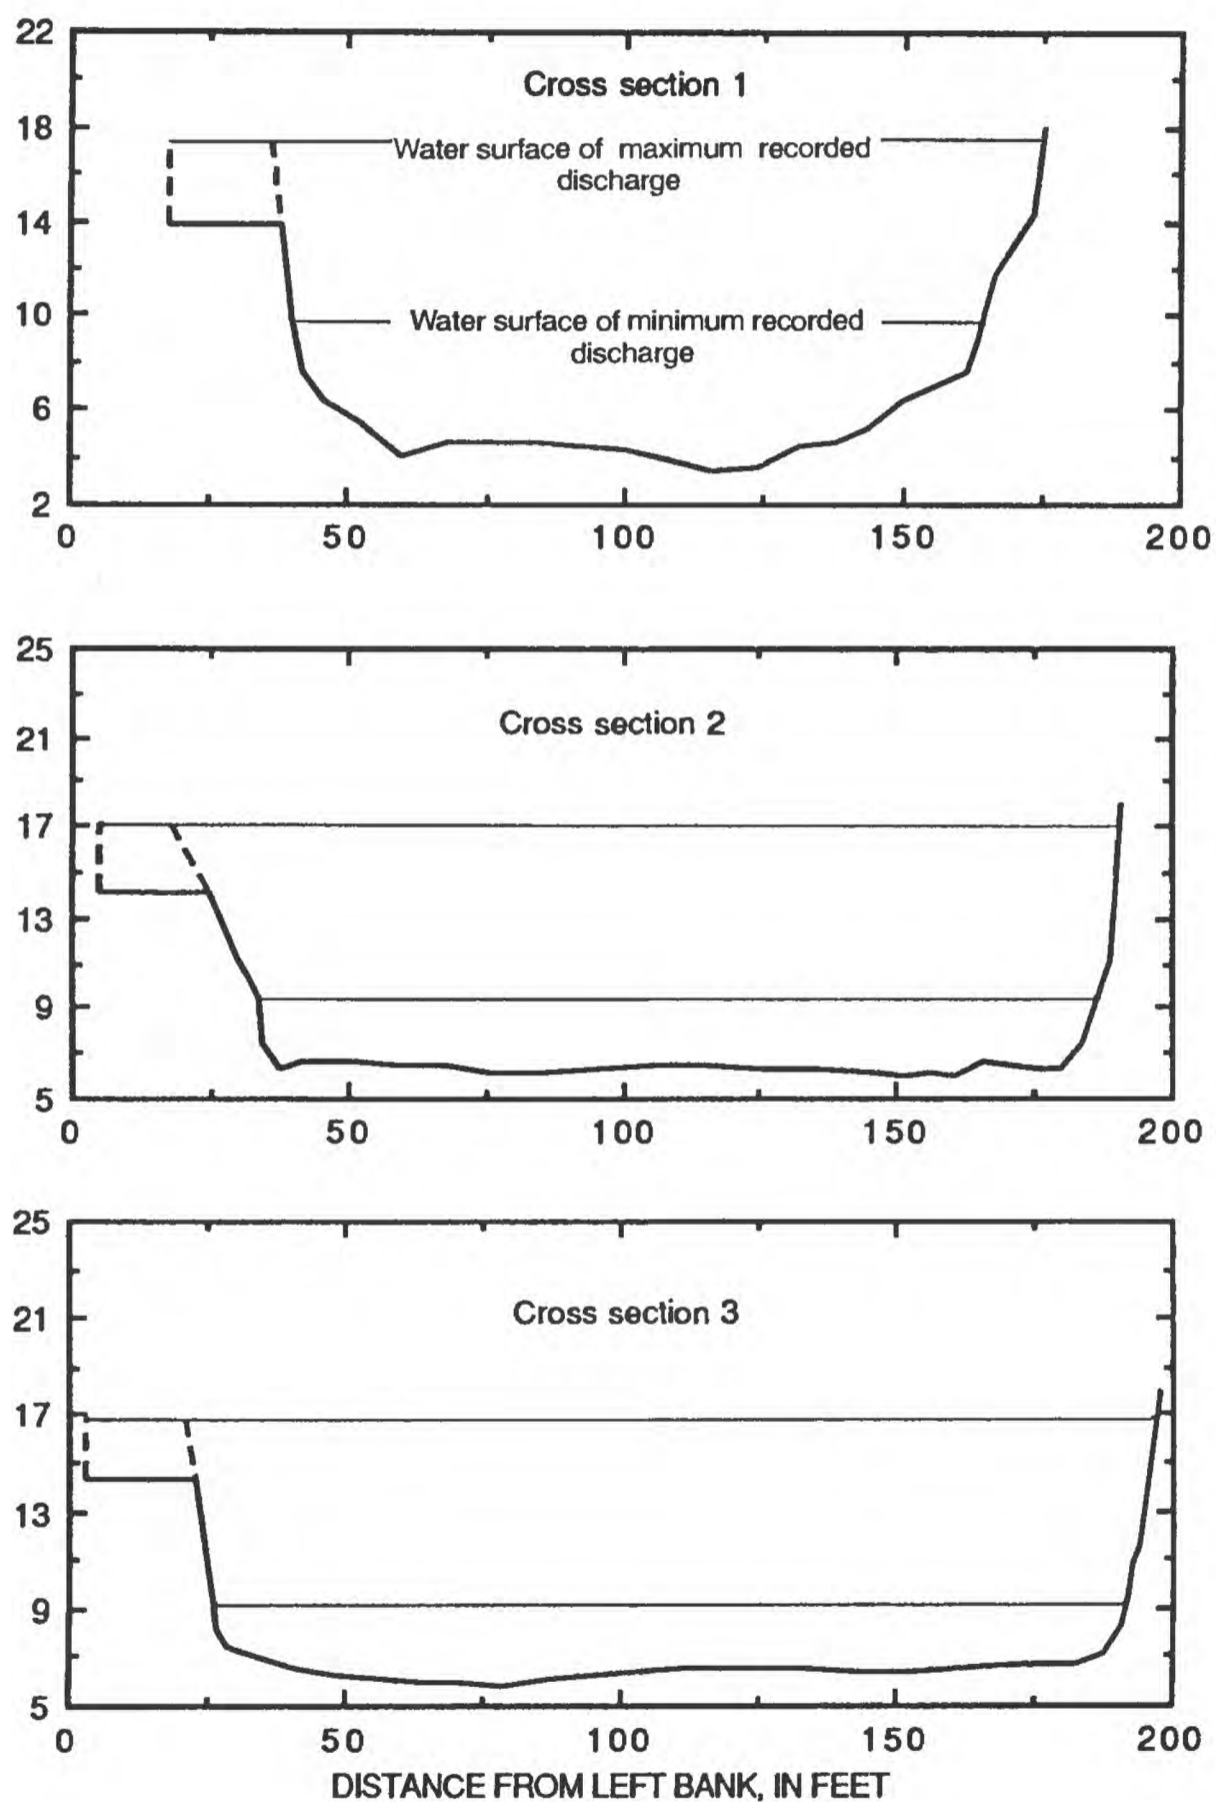 22
Cross section 1
18
Water surface of maximum recorded
discharge
14
10
Water surface of minimum recorded
discharge
6
2
0 50 100 150 200
25
Cross section 2
21
17
13
9
5
0 50 100 150 200
25
Cross section 3
21
17
13
9
5
0 50 100 150 200
DISTANCE FROM LEFT BANK, IN FEET